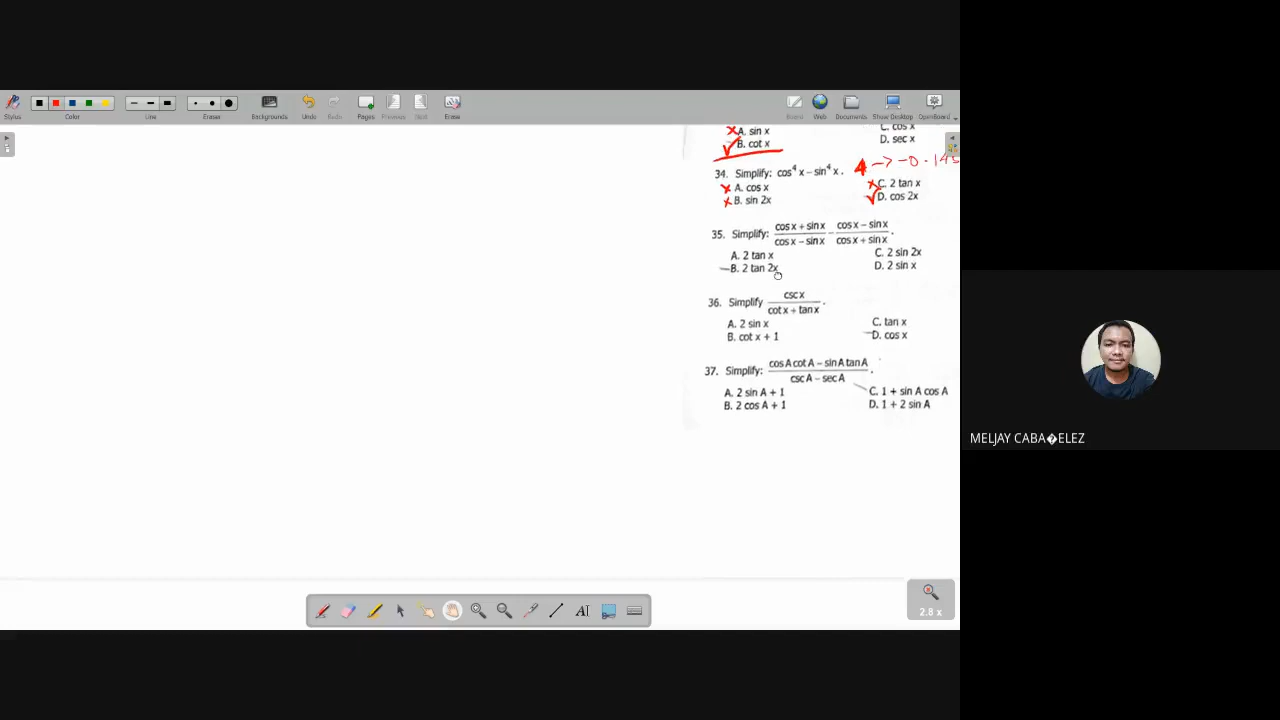 Stylus Color Line Eraser Backgrounds Undo Redo Pages Previous Next Erase Board Web Documents Show Desktop OpenBoard
A. sin x C. cos x
B. cot x D. sec x
34. Simplify: cos⁴ x – sin⁴ x. 4 -> -0.145
A. cos x C. 2 tan x
B. sin 2x D. cos 2x
35. Simplify: (cos x + sin x)/(cos x – sin x) – (cos x – sin x)/(cos x + sin x).
A. 2 tan x C. 2 sin 2x
B. 2 tan 2x D. 2 sin x
36. Simplify csc x/(cot x + tan x).
A. 2 sin x C. tan x
B. cot x + 1 D. cos x
37. Simplify: (cos A cot A – sin A tan A)/(csc A – sec A).
A. 2 sin A + 1 C. 1 + sin A cos A
B. 2 cos A + 1 D. 1 + 2 sin A
MELJAY CABA�ELEZ
2.8 x